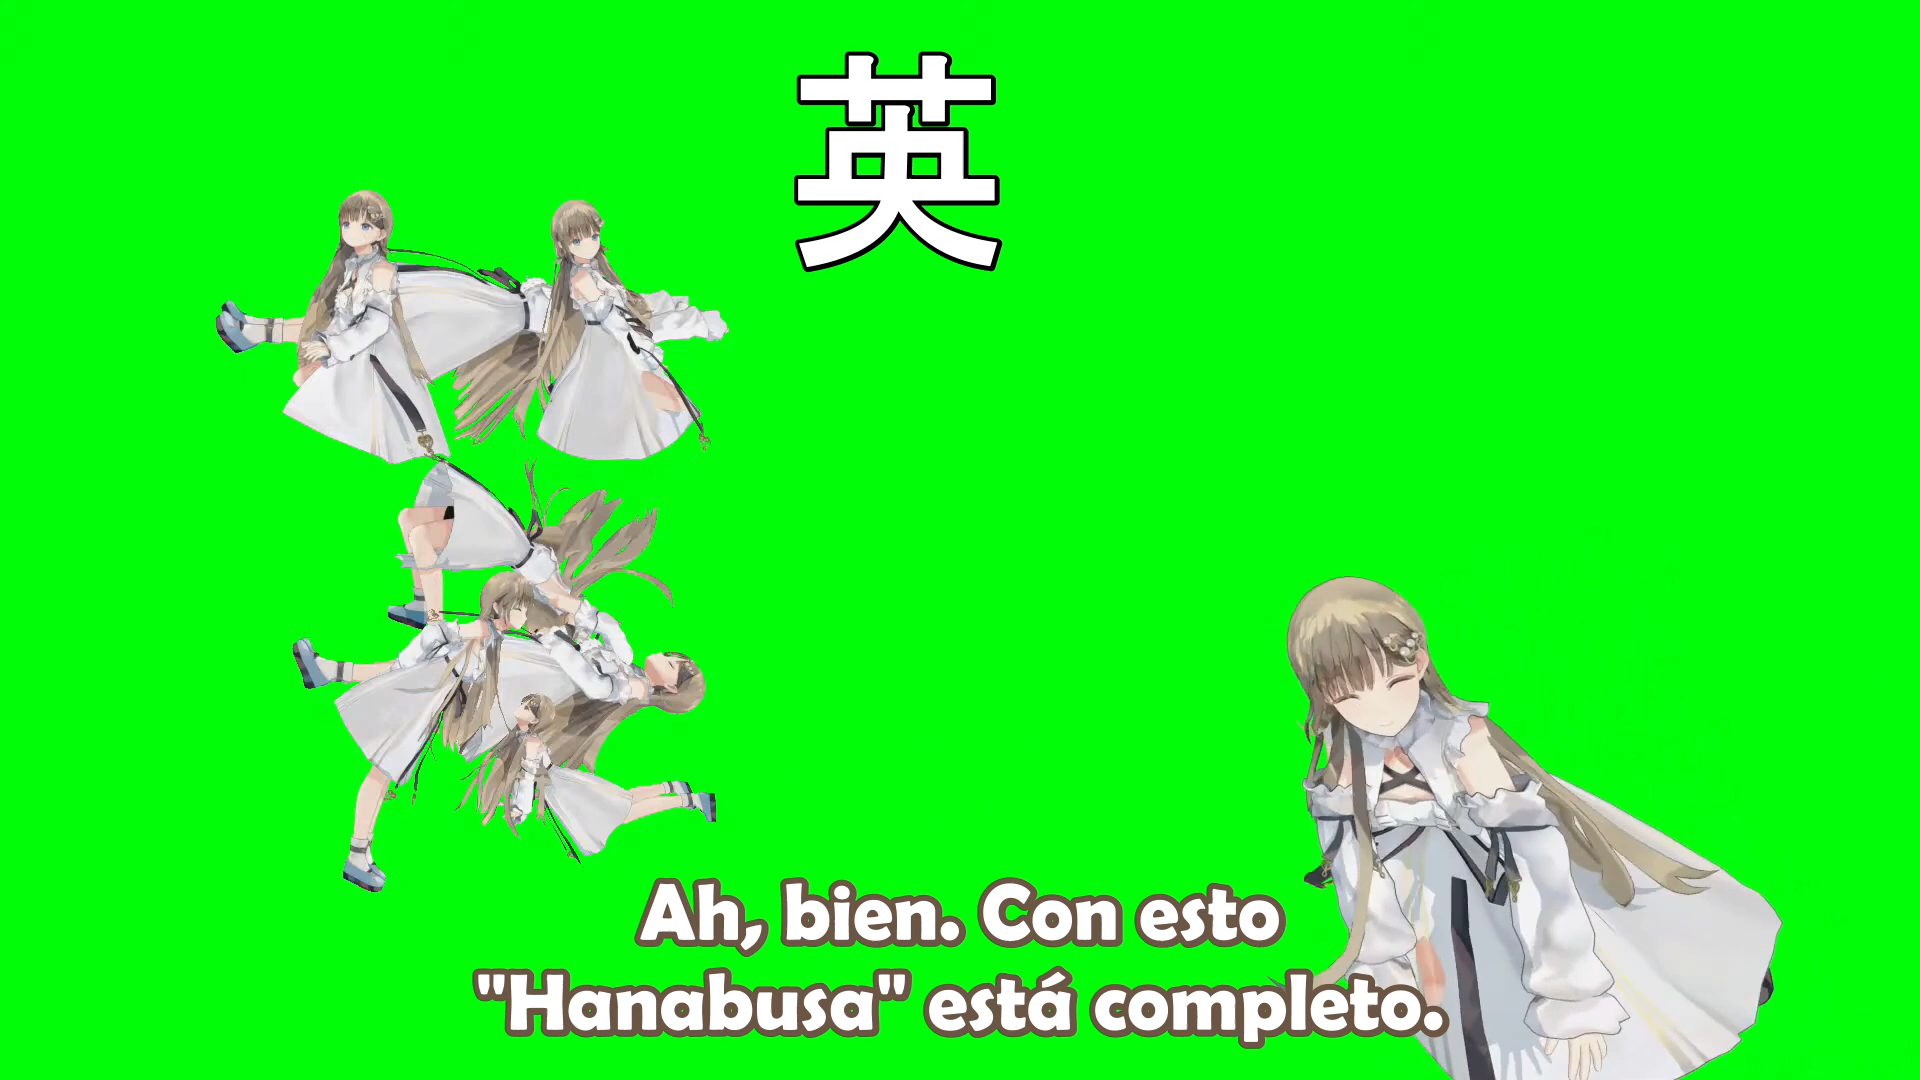 英
Ah, bien. Con esto
"Hanabusa" está completo.